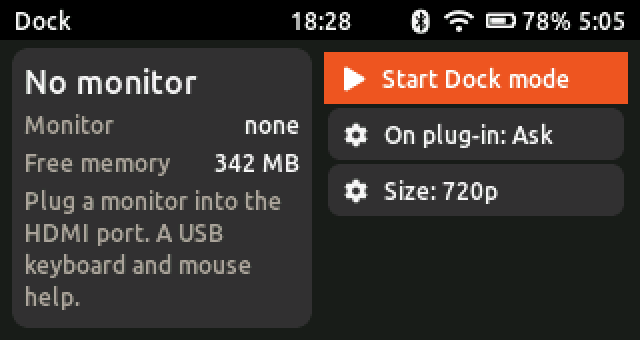 Dock 18:28 78% 5:05
No monitor
Monitor none
Free memory 342 MB
Plug a monitor into the
HDMI port. A USB
keyboard and mouse
help.
Start Dock mode
On plug-in: Ask
Size: 720p